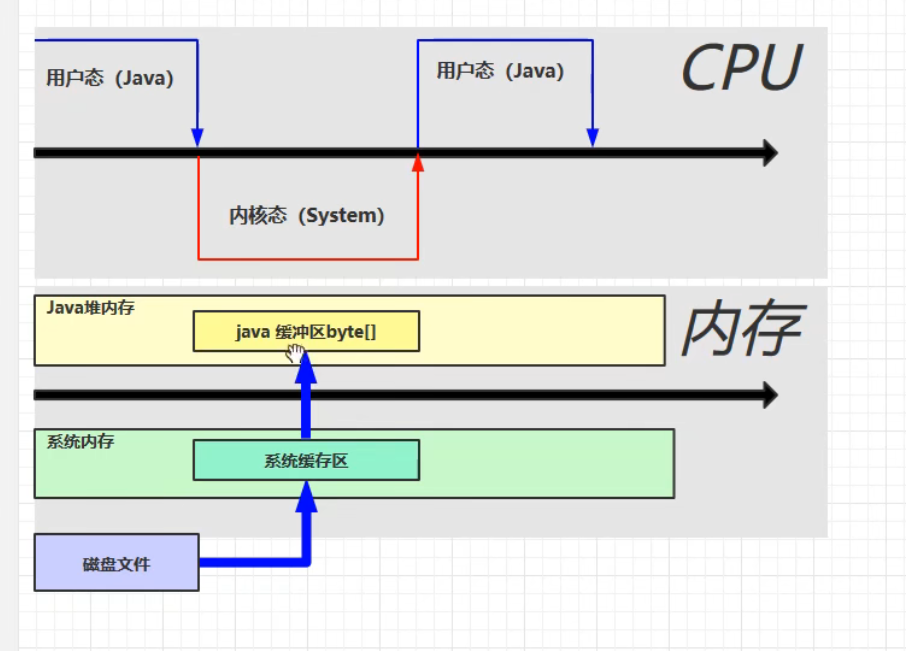 CPU
用户态（Java）
用户态（Java）
内核态（System）
Java堆内存
java 缓冲区byte[]
内存
系统内存
系统缓存区
磁盘文件